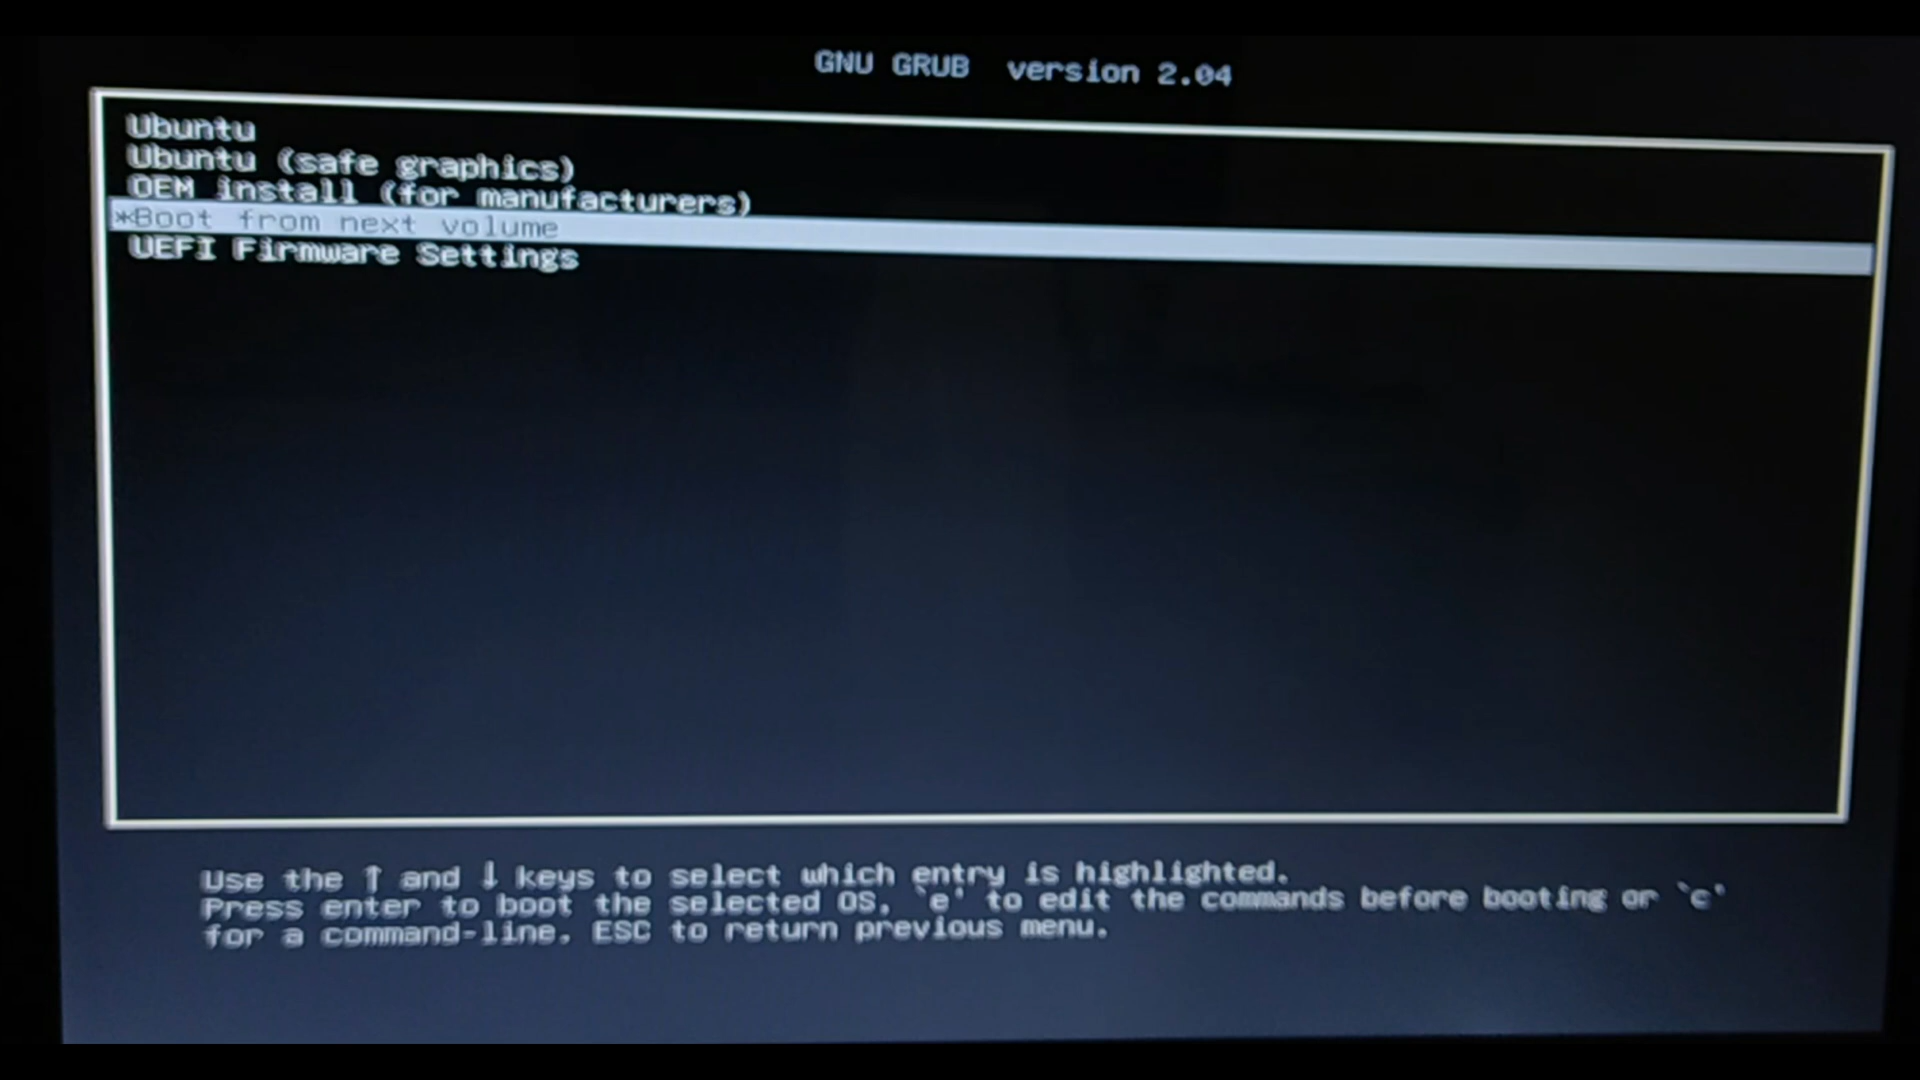 GNU GRUB version 2.04
Ubuntu
Ubuntu (safe graphics)
OEM install (for manufacturers)
*Boot from next volume
UEFI Firmware Settings
Use the ↑ and ↓ keys to select which entry is highlighted.
Press enter to boot the selected OS, `e' to edit the commands before booting or `c'
for a command-line. ESC to return previous menu.